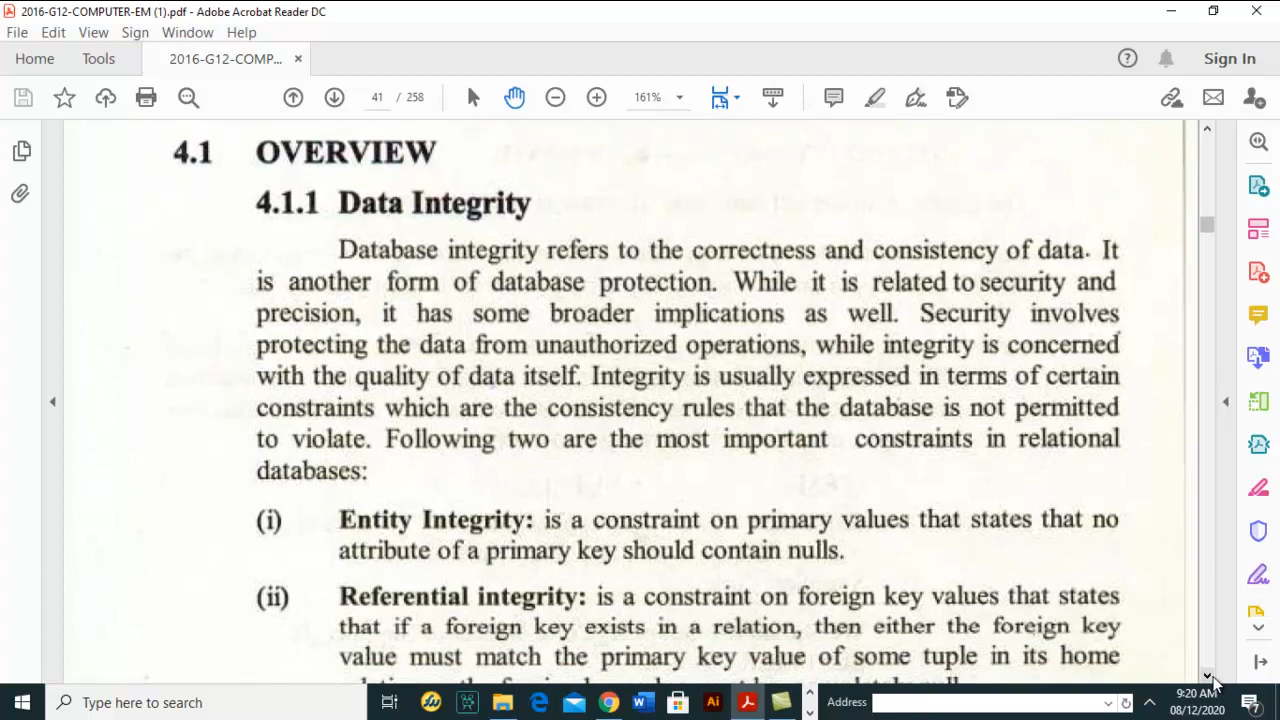 2016-G12-COMPUTER-EM (1).pdf - Adobe Acrobat Reader DC
File Edit View Sign Window Help
Home Tools 2016-G12-COMP... ×
Sign In
41 / 258
161%
4.1 OVERVIEW
4.1.1 Data Integrity
Database integrity refers to the correctness and consistency of data. It
is another form of database protection. While it is related to security and
precision, it has some broader implications as well. Security involves
protecting the data from unauthorized operations, while integrity is concerned
with the quality of data itself. Integrity is usually expressed in terms of certain
constraints which are the consistency rules that the database is not permitted
to violate. Following two are the most important constraints in relational
databases:
(i) Entity Integrity: is a constraint on primary values that states that no
attribute of a primary key should contain nulls.
(ii) Referential integrity: is a constraint on foreign key values that states
that if a foreign key exists in a relation, then either the foreign key
value must match the primary key value of some tuple in its home
Type here to search
Address
9:20 AM
08/12/2020
7